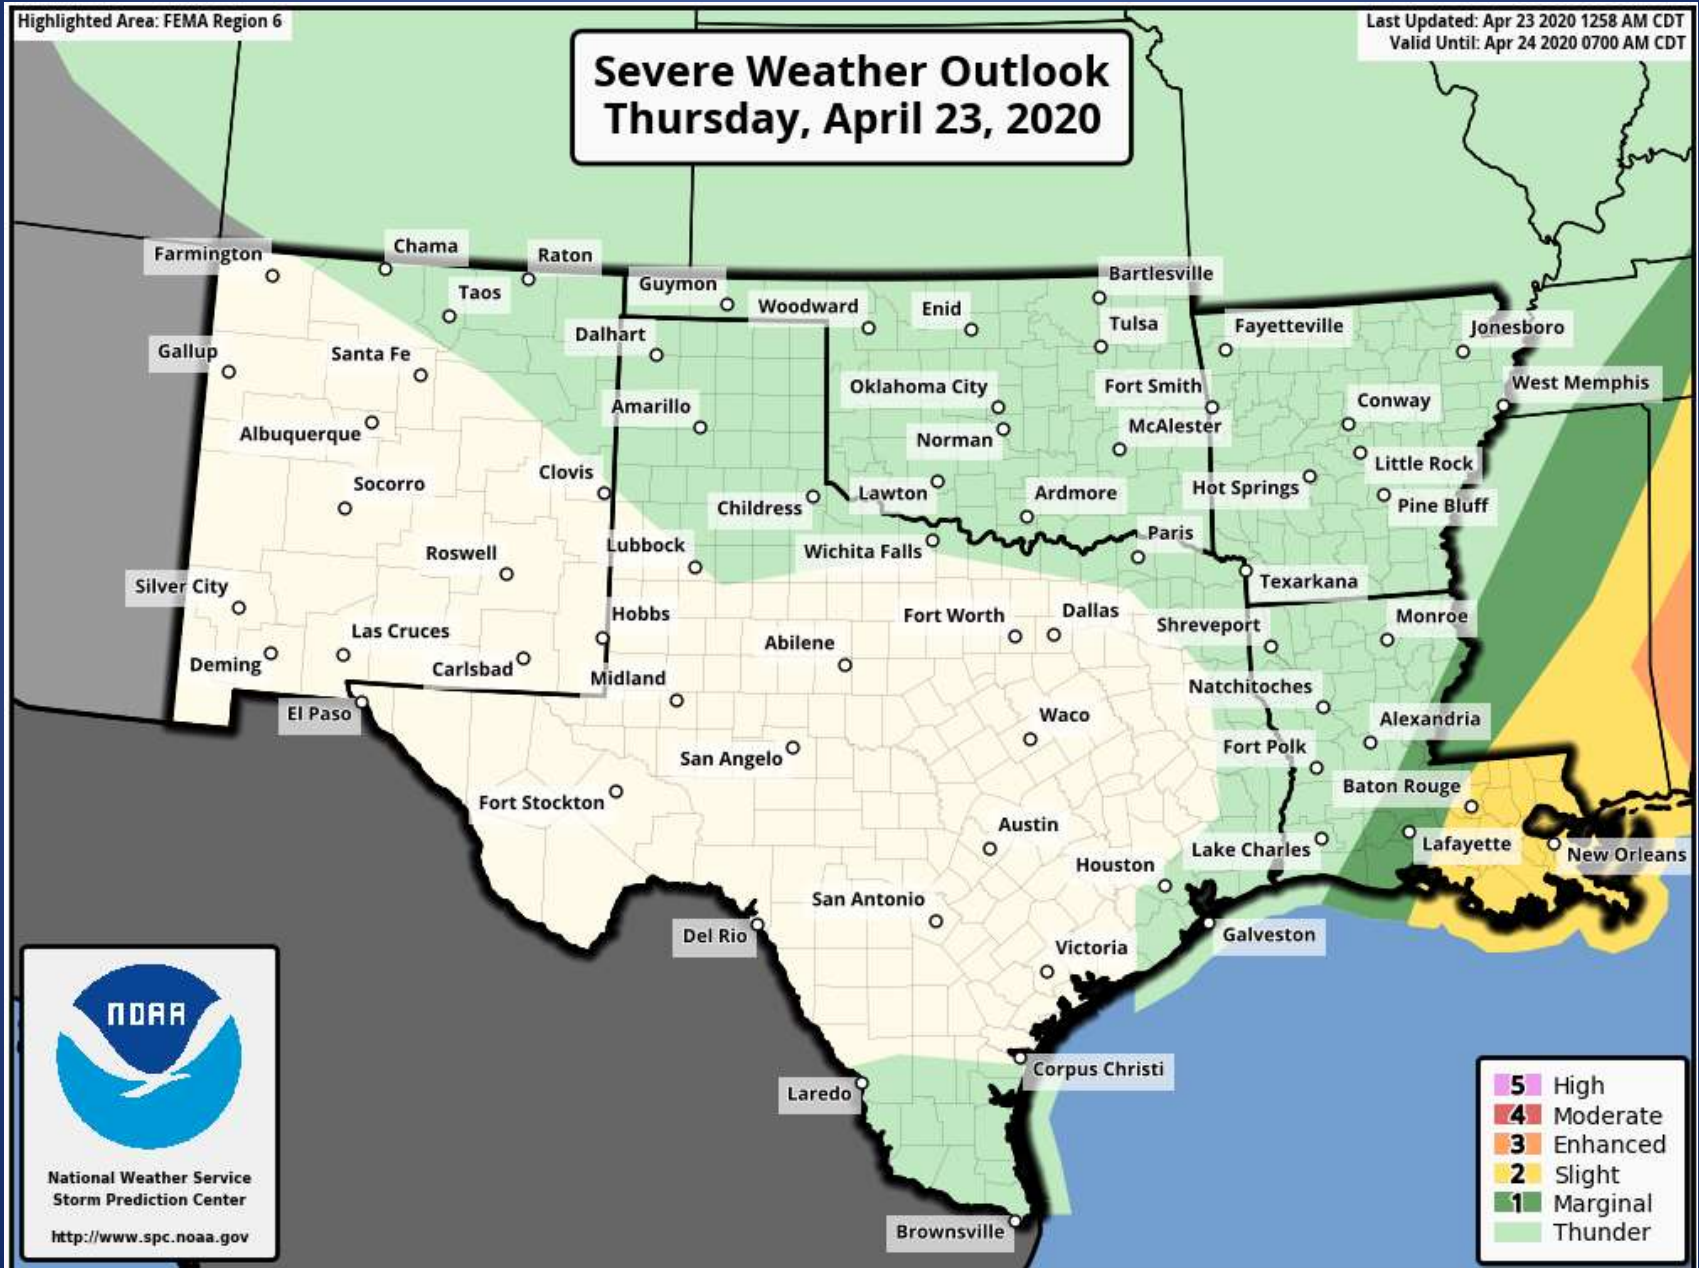 Highlighted Area: FEMA Region 6
Last Updated: Apr 23 2020 1258 AM CDT
Valid Until: Apr 24 2020 0700 AM CDT
Severe Weather Outlook
Thursday, April 23, 2020
Farmington
Chama
Raton
Taos
Guymon
Woodward
Enid
Bartlesville
Tulsa
Fayetteville
Jonesboro
Gallup
Santa Fe
Dalhart
Albuquerque
Amarillo
Oklahoma City
Norman
Fort Smith
McAlester
Conway
West Memphis
Little Rock
Hot Springs
Pine Bluff
Socorro
Clovis
Childress
Lawton
Ardmore
Roswell
Lubbock
Wichita Falls
Paris
Texarkana
Silver City
Hobbs
Las Cruces
Deming
Carlsbad
Midland
Abilene
Fort Worth
Dallas
Shreveport
Monroe
El Paso
San Angelo
Waco
Natchitoches
Alexandria
Fort Polk
Fort Stockton
Baton Rouge
Austin
Houston
Lake Charles
Lafayette
New Orleans
San Antonio
Del Rio
Victoria
Galveston
Laredo
Corpus Christi
Brownsville
NOAA
National Weather Service
Storm Prediction Center
http://www.spc.noaa.gov
5 High
4 Moderate
3 Enhanced
2 Slight
1 Marginal
Thunder